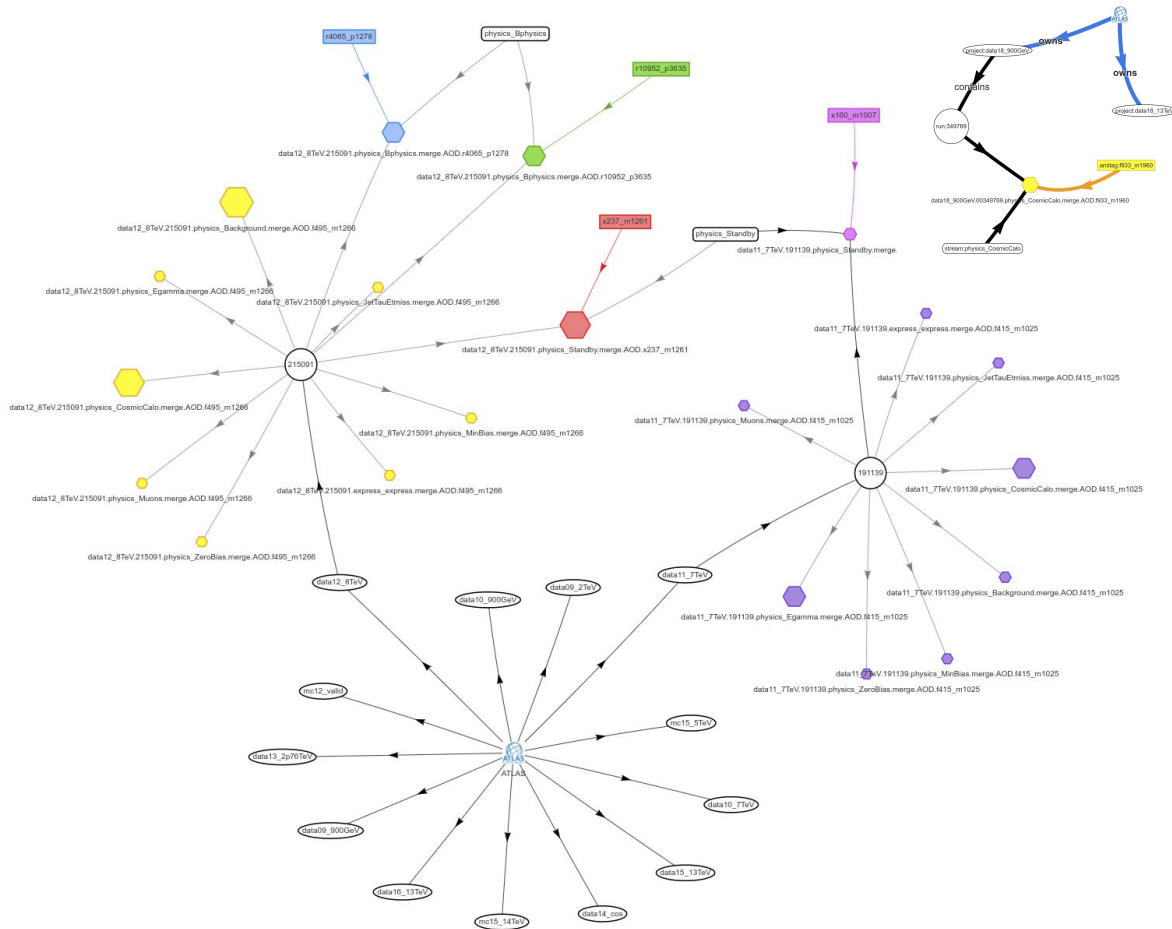 ATLAS
physics_Bphysics
r4065_p1278
owns
project:data18_900GeV
r10952_p3635
owns
contains
project:data18_13TeV
x160_m1007
run:349769
data12_8TeV.215091.physics_Bphysics.merge.AOD.r4065_p1278
amitag:f933_m1960
data12_8TeV.215091.physics_Bphysics.merge.AOD.r10952_p3635
data18_900GeV.00349769.physics_CosmicCalo.merge.AOD.f933_m1960
x237_m1261
physics_Standby
data12_8TeV.215091.physics_Background.merge.AOD.f495_m1266
data11_7TeV.191139.physics_Standby.merge.
stream:physics_CosmicCalo
data12_8TeV.215091.physics_Egamma.merge.AOD.f495_m1266
data12_8TeV.215091.physics_JetTauEtmiss.merge.AOD.f495_m1266
data11_7TeV.191139.express_express.merge.AOD.f415_m1025
data12_8TeV.215091.physics_Standby.merge.AOD.x237_m1261
215091
data11_7TeV.191139.physics_JetTauEtmiss.merge.AOD.f415_m1025
data12_8TeV.215091.physics_CosmicCalo.merge.AOD.f495_m1266
data11_7TeV.191139.physics_Muons.merge.AOD.f415_m1025
data12_8TeV.215091.physics_MinBias.merge.AOD.f495_m1266
191139
data12_8TeV.215091.physics_Muons.merge.AOD.f495_m1266
data12_8TeV.215091.express_express.merge.AOD.f495_m1266
data11_7TeV.191139.physics_CosmicCalo.merge.AOD.f415_m1025
data12_8TeV.215091.physics_ZeroBias.merge.AOD.f495_m1266
data12_8TeV
data09_2TeV
data11_7TeV
data10_900GeV
data11_7TeV.191139.physics_Background.merge.AOD.f415_m1025
data11_7TeV.191139.physics_Egamma.merge.AOD.f415_m1025
data11_7TeV.191139.physics_MinBias.merge.AOD.f415_m1025
data11_7TeV.191139.physics_ZeroBias.merge.AOD.f415_m1025
mc12_valid
mc15_5TeV
data13_2p76TeV
ATLAS
ATLAS
data10_7TeV
data09_900GeV
data15_13TeV
data16_13TeV
data14_cos
mc15_14TeV